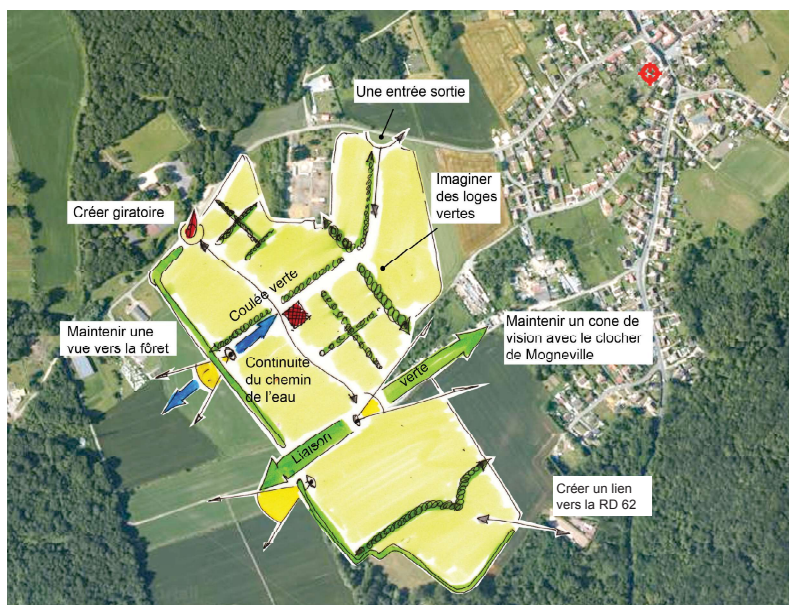 Une entrée sortie
Imaginer
des loges
vertes
Créer giratoire
Coulée verte
Maintenir une
vue vers la fôret
Continuité
du chemin
de l'eau
Maintenir un cone de
vision avec le clocher
de Mogneville
verte
Liaison
Créer un lien
vers la RD 62